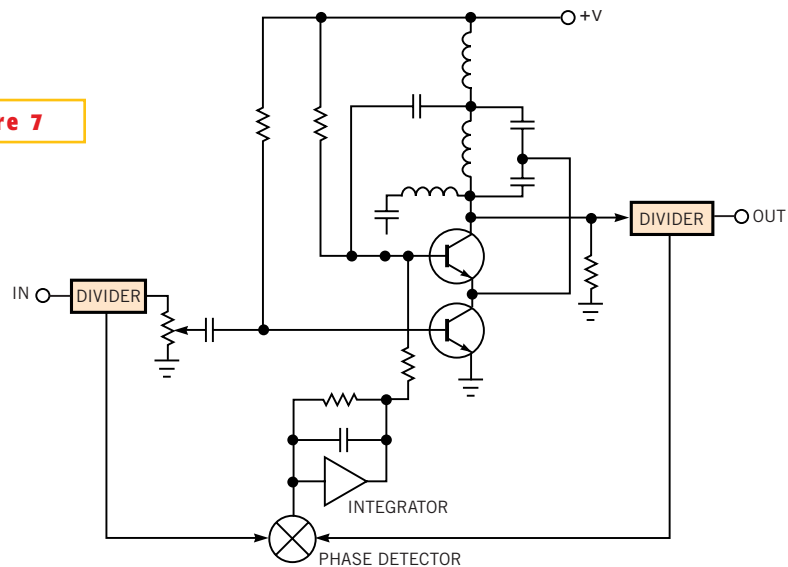 +V
re 7
DIVIDER
OUT
IN
DIVIDER
INTEGRATOR
PHASE DETECTOR